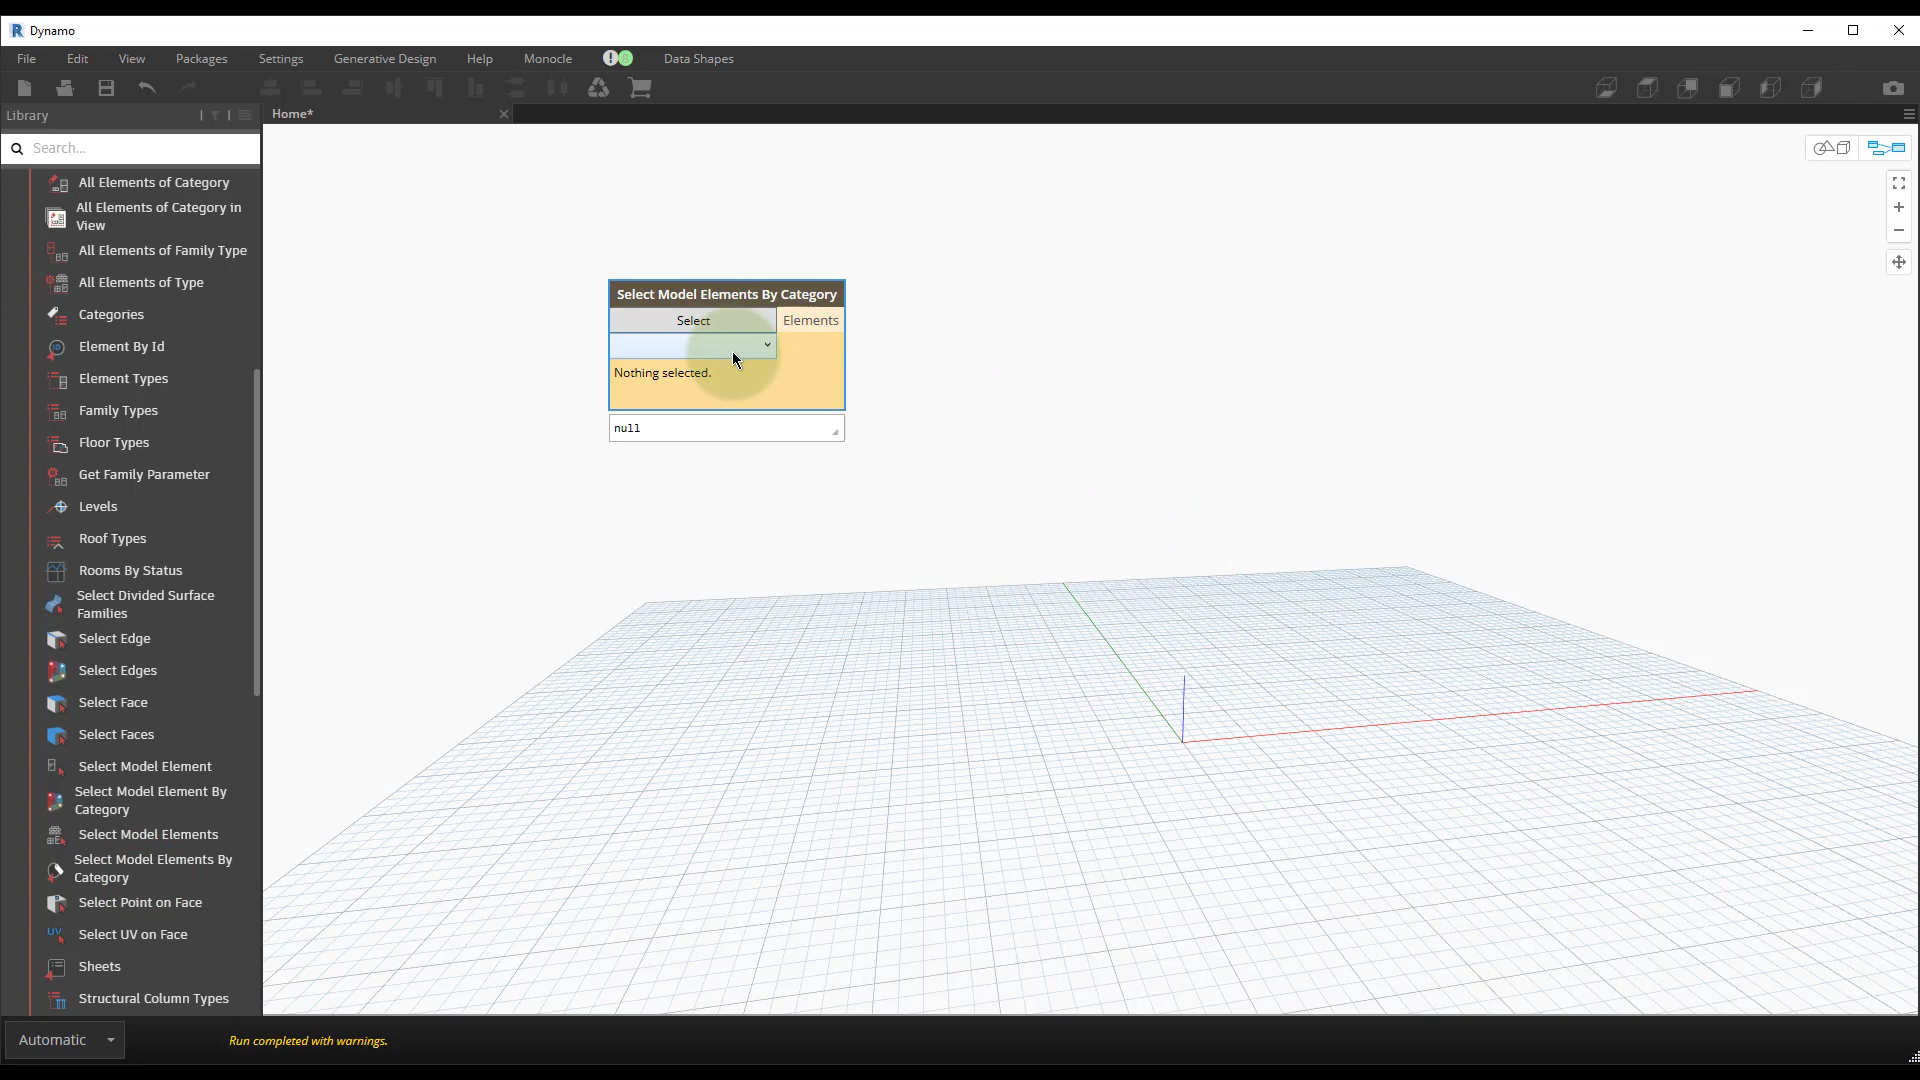 Dynamo
File Edit View Packages Settings Generative Design Help Monocle Data Shapes
Library
Home*
Search...
All Elements of Category
All Elements of Category in
View
All Elements of Family Type
All Elements of Type
Categories
Element By Id
Element Types
Family Types
Floor Types
Get Family Parameter
Levels
Roof Types
Rooms By Status
Select Divided Surface
Families
Select Edge
Select Edges
Select Face
Select Faces
Select Model Element
Select Model Element By
Category
Select Model Elements
Select Model Elements By
Category
Select Point on Face
Select UV on Face
Sheets
Structural Column Types
Select Model Elements By Category
Select Elements
Nothing selected.
null
Automatic
Run completed with warnings.